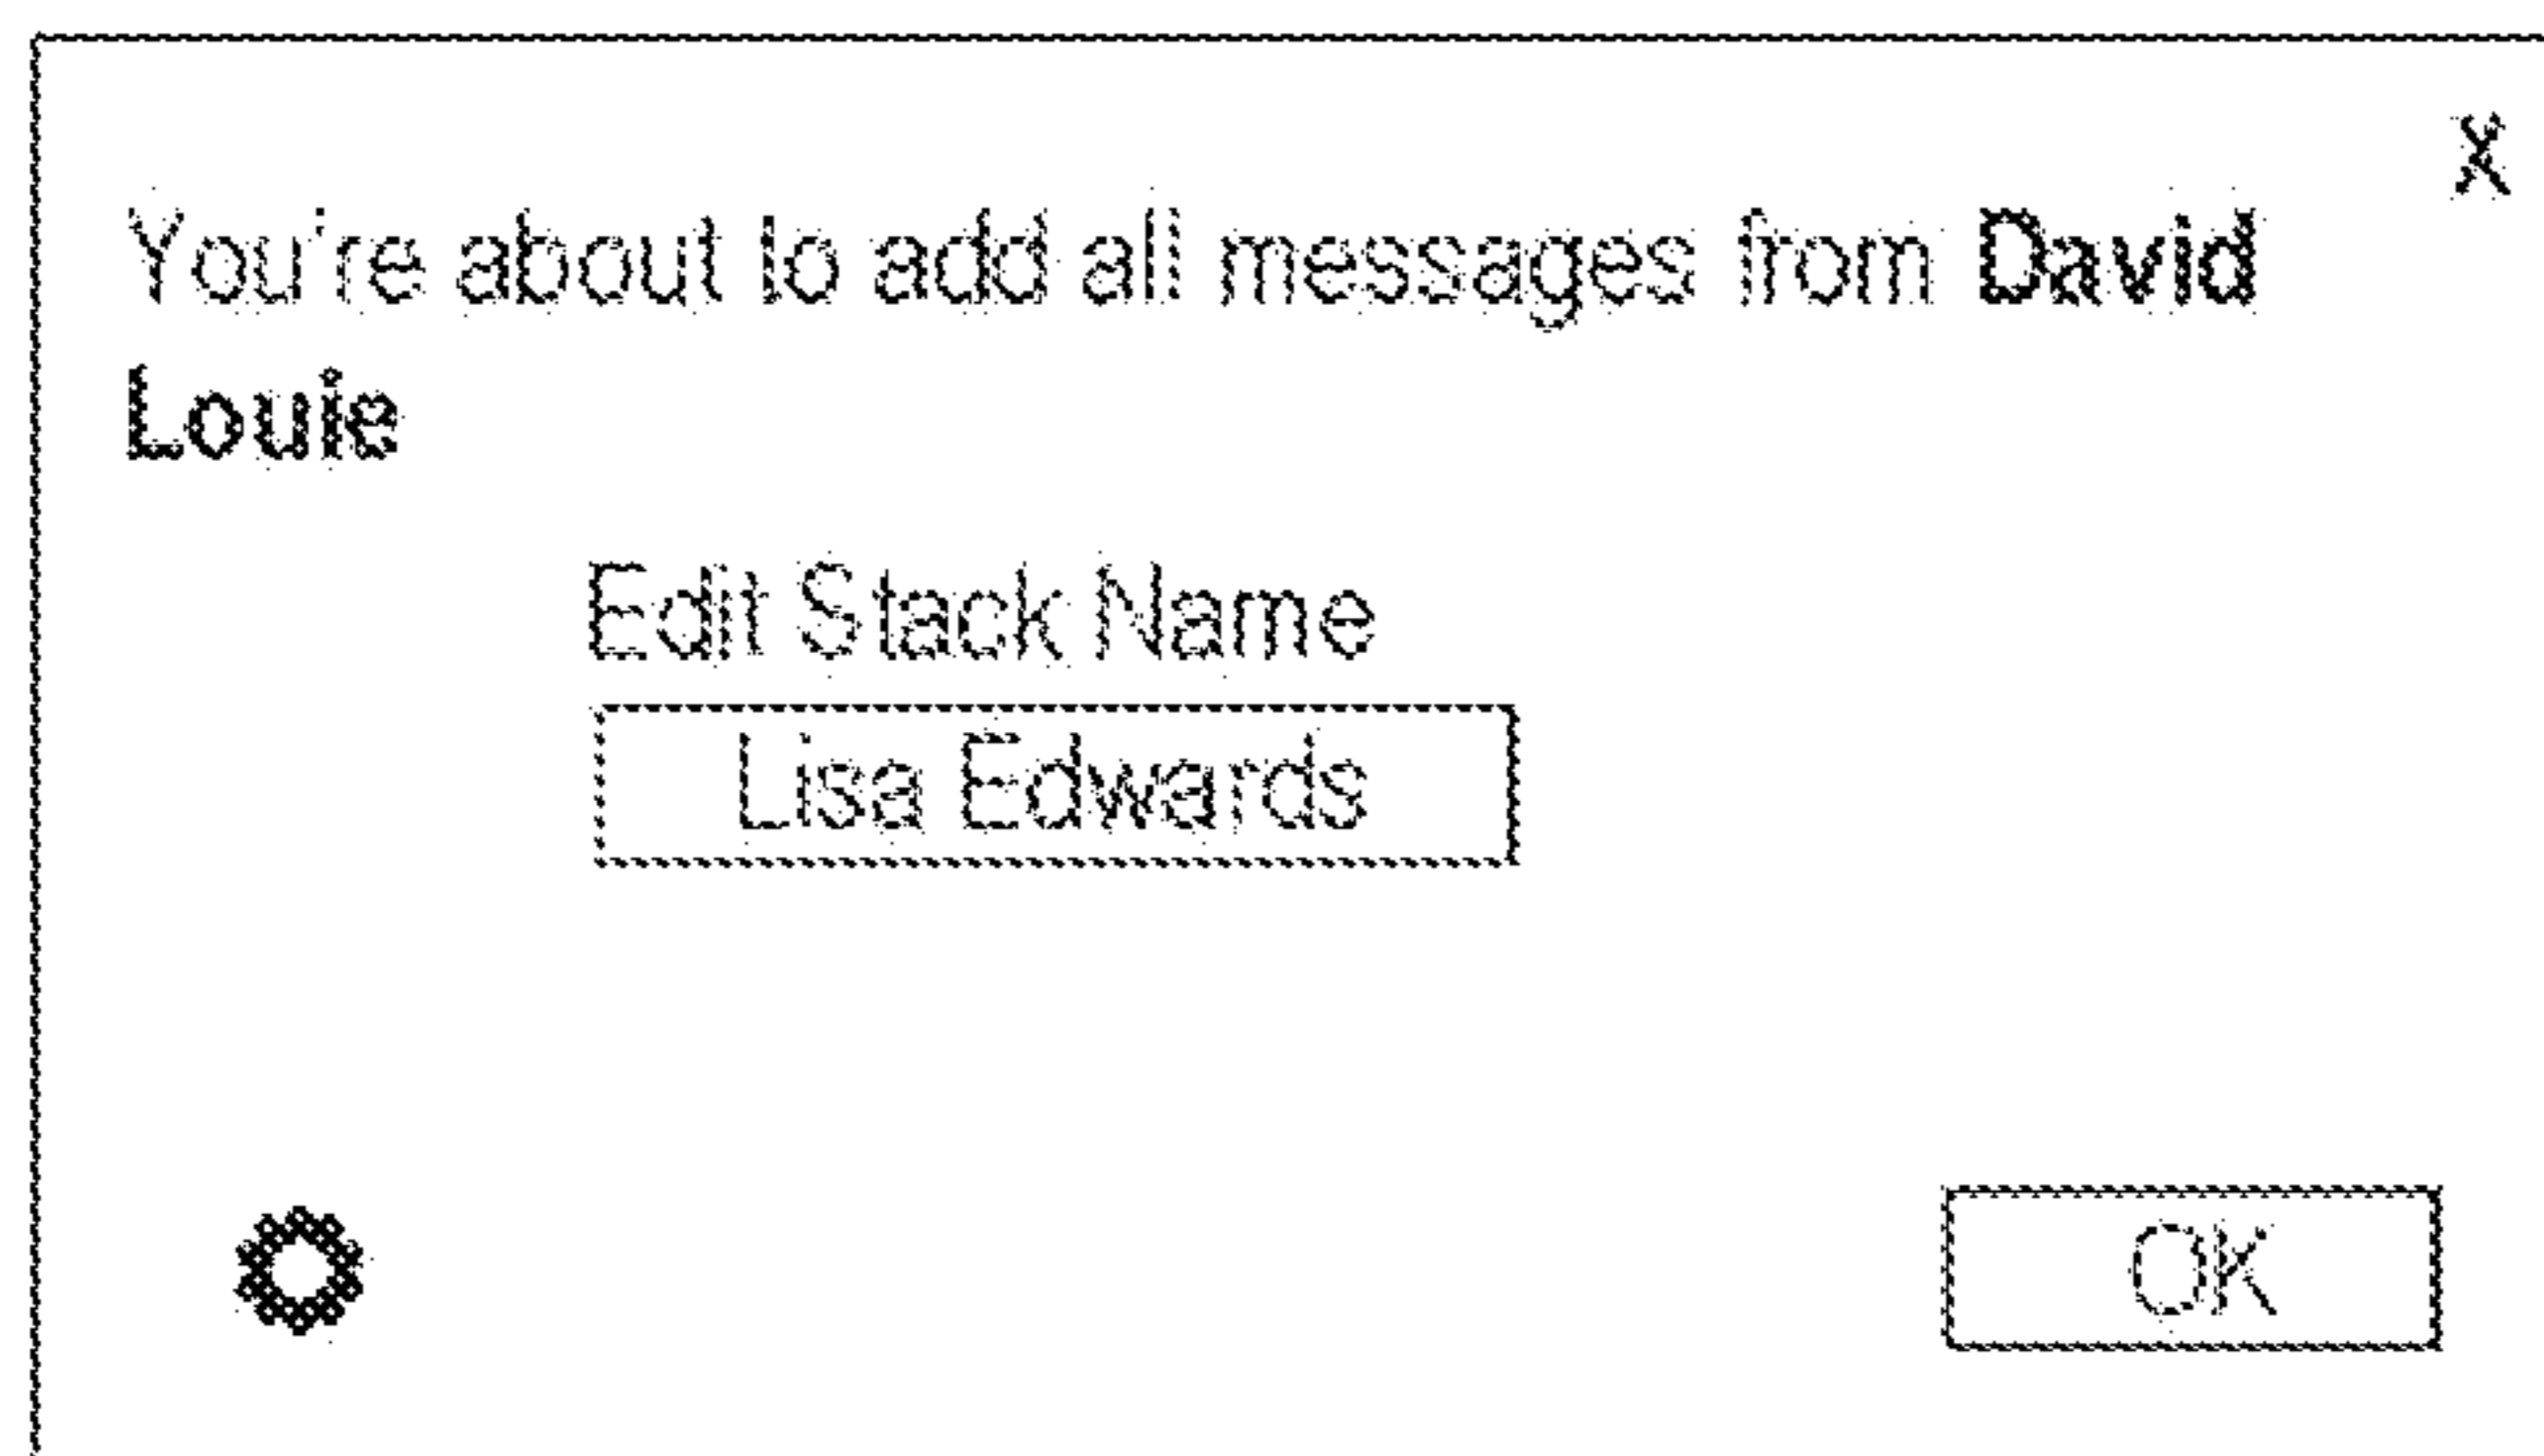 X
You're about to add all messages from David
Louie
Edit Stack Name
Lisa Edwards
OK